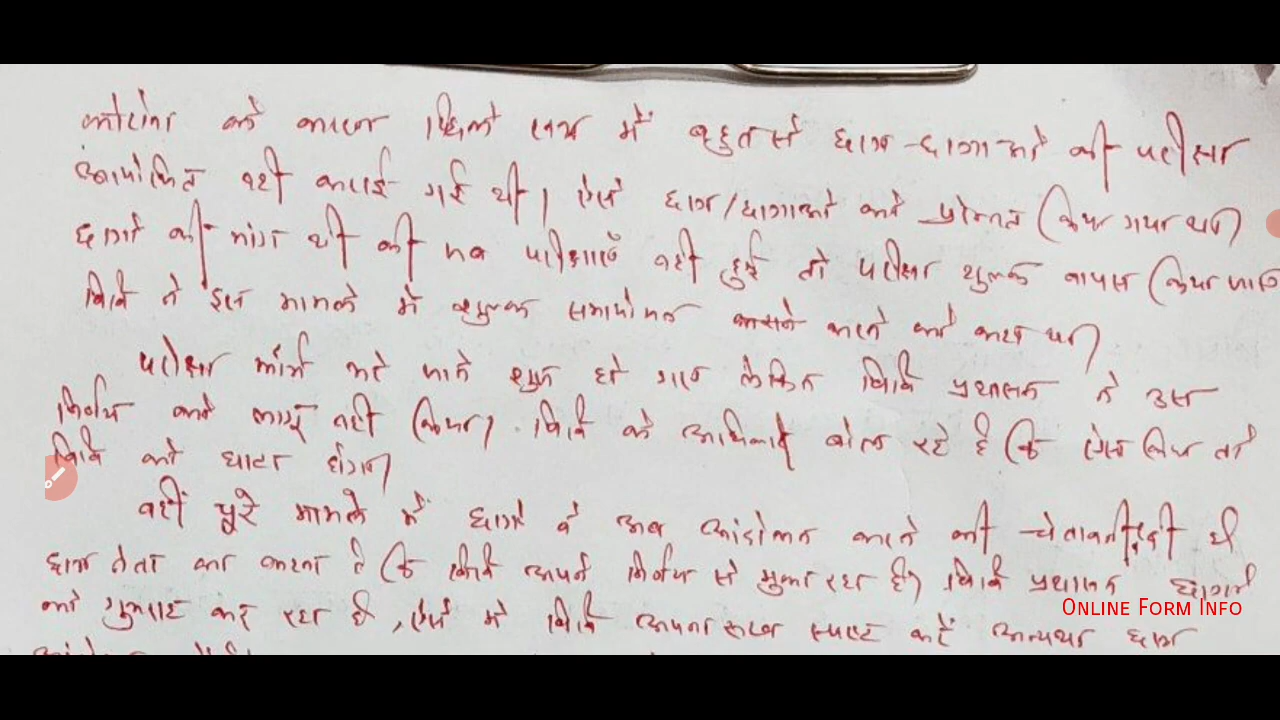 कोरोना के कारण पिछले सत्र में बहुत से छात्र-छात्राओं की परीक्षा
आयोजित नहीं कराई गई थी। ऐसे छात्र/छात्राओं को प्रोन्नत किया गया था।
छात्रों की मांग थी की जब परीक्षाएँ नहीं हुई तो परीक्षा शुल्क वापस किया जाए
विवि ने इस मामले में शुल्क समायोजन करने को कहा था।
परीक्षा फॉर्म भरे जाने शुरू हो गए लेकिन विवि प्रशासन ने उस
निर्णय को लागू नहीं किया। विवि के अधिकारी बोल रहे है कि ऐसा किया तो
विवि को घाटा होगा।
वहीं पूरे मामले में छात्रों ने अब आंदोलन करने की चेतावनी दी है
छात्र नेता का कहना है कि विवि अपने निर्णय से मुकर रहा है। विवि प्रशासन छात्रों
को गुमराह कर रहा है, ऐसे में विवि अपना रुख स्पष्ट करें अन्यथा छात्र
ONLINE FORM INFO